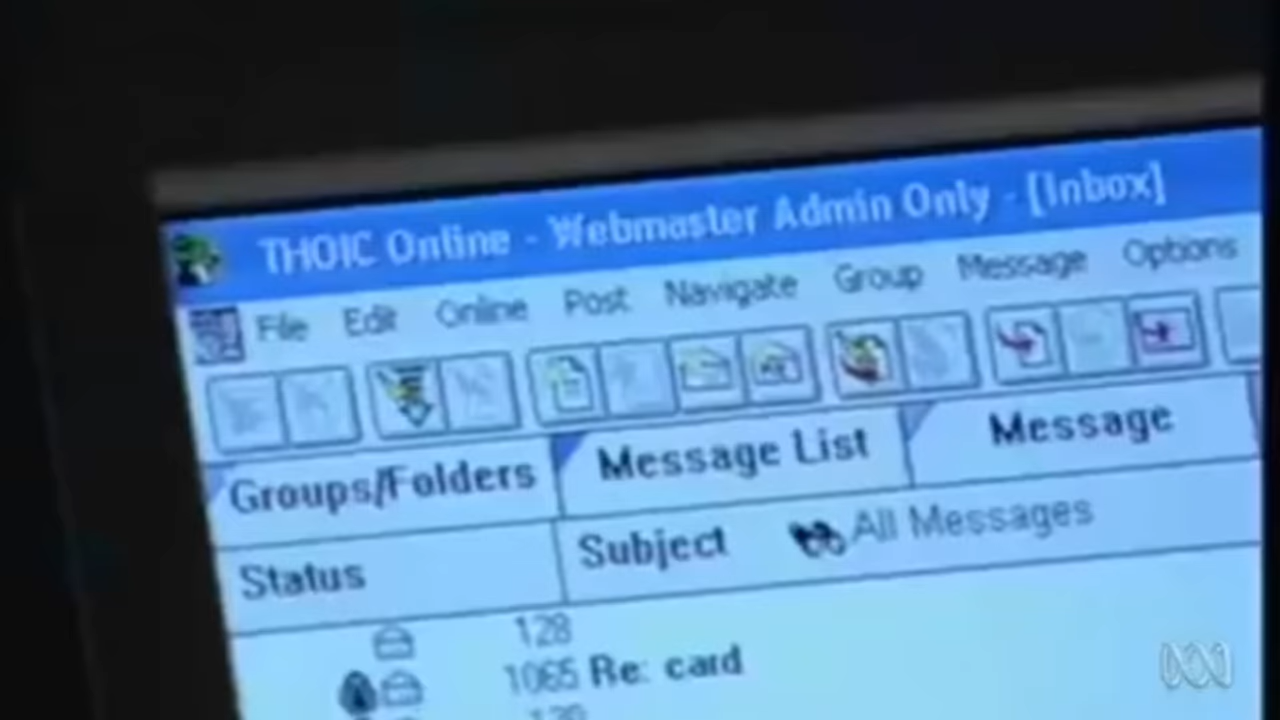 THOIC Online - Webmaster Admin Only - [Inbox]
File Edit Online Post Navigate Group Message Options
Groups/Folders Message List Message
Status Subject All Messages
128
1065 Re: card